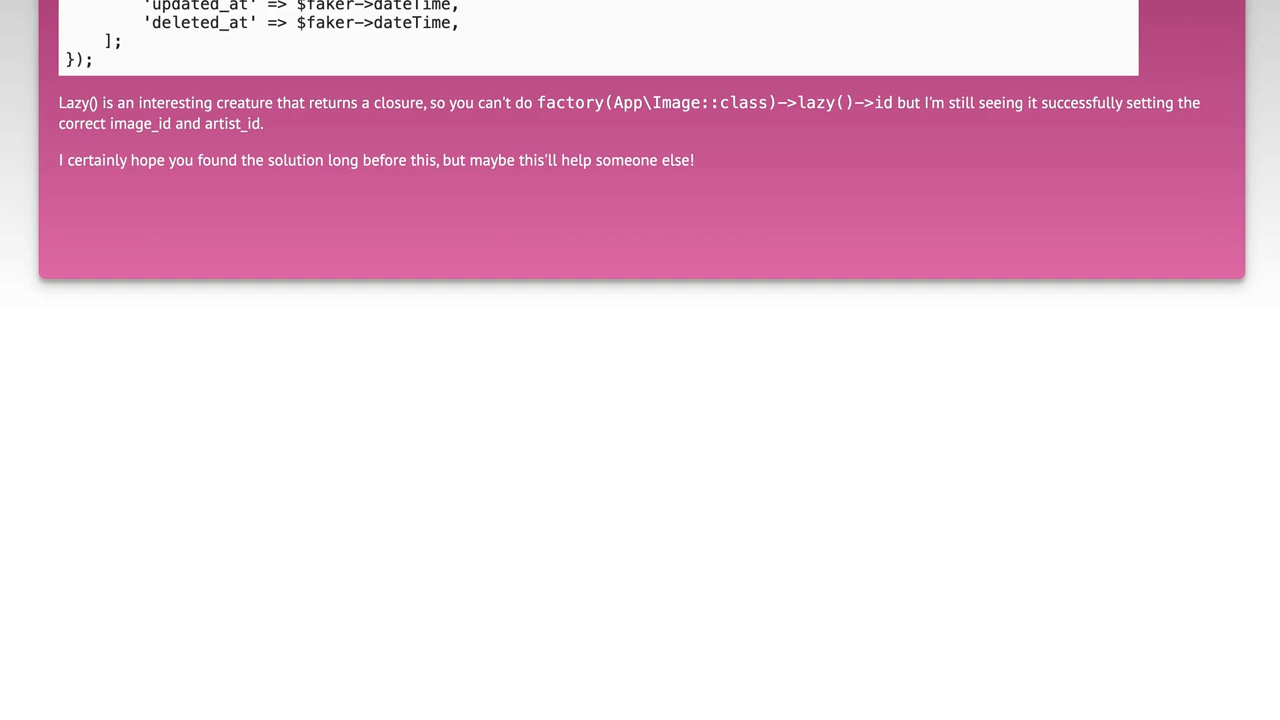 'updated_at' => $faker->dateTime,
'deleted_at' => $faker->dateTime,
];
});
Lazy() is an interesting creature that returns a closure, so you can't do factory(App\Image::class)->lazy()->id but I'm still seeing it successfully setting the
correct image_id and artist_id.
I certainly hope you found the solution long before this, but maybe this'll help someone else!